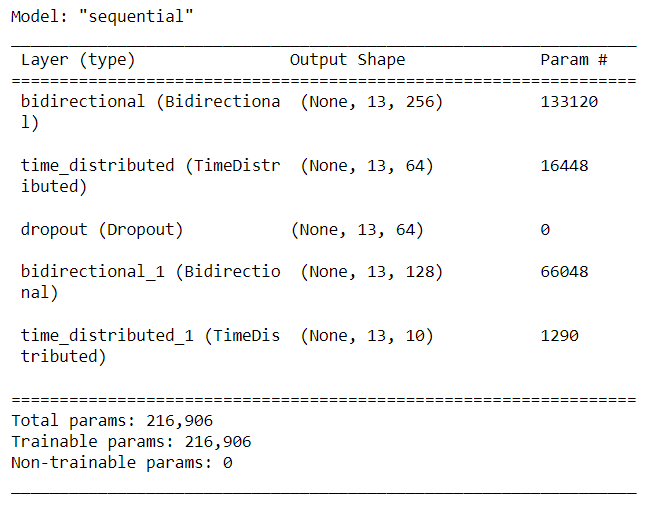 Model: "sequential"
Layer (type) Output Shape Param #
bidirectional (Bidirectiona (None, 13, 256) 133120
l)
time_distributed (TimeDistr (None, 13, 64) 16448
ibuted)
dropout (Dropout) (None, 13, 64) 0
bidirectional_1 (Bidirectio (None, 13, 128) 66048
nal)
time_distributed_1 (TimeDis (None, 13, 10) 1290
tributed)
Total params: 216,906
Trainable params: 216,906
Non-trainable params: 0